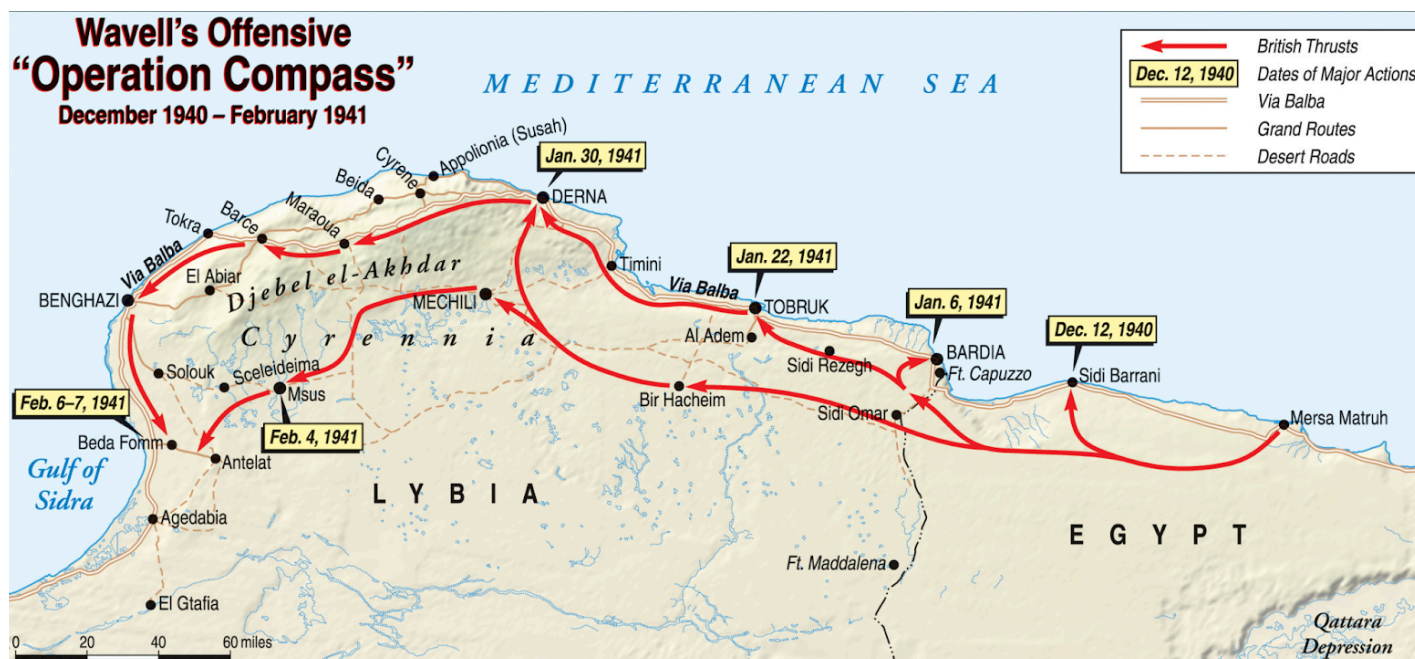 Wavell's Offensive
"Operation Compass"
December 1940 – February 1941
MEDITERRANEAN SEA
British Thrusts
Dec. 12, 1940 Dates of Major Actions
Via Balba
Grand Routes
Desert Roads
Appolionia (Susah)
Cyrene
Beida
Jan. 30, 1941
DERNA
Maraoua
Barce
Tokra
Via Balba
El Abiar
Djebel el-Akhdar
Timini
Via Balba
Jan. 22, 1941
TOBRUK
Jan. 6, 1941
BENGHAZI
MECHILI
Cyrennia
Al Adem
Sidi Rezegh
BARDIA
Ft. Capuzzo
Dec. 12, 1940
Sidi Barrani
Solouk
Sceleideima
Msus
Bir Hacheim
Sidi Omar
Mersa Matruh
Feb. 6–7, 1941
Feb. 4, 1941
Beda Fomm
Antelat
Gulf of
Sidra
LYBIA
EGYPT
Agedabia
Ft. Maddalena
El Gtafia
Qattara
Depression
0 20 40 60 miles